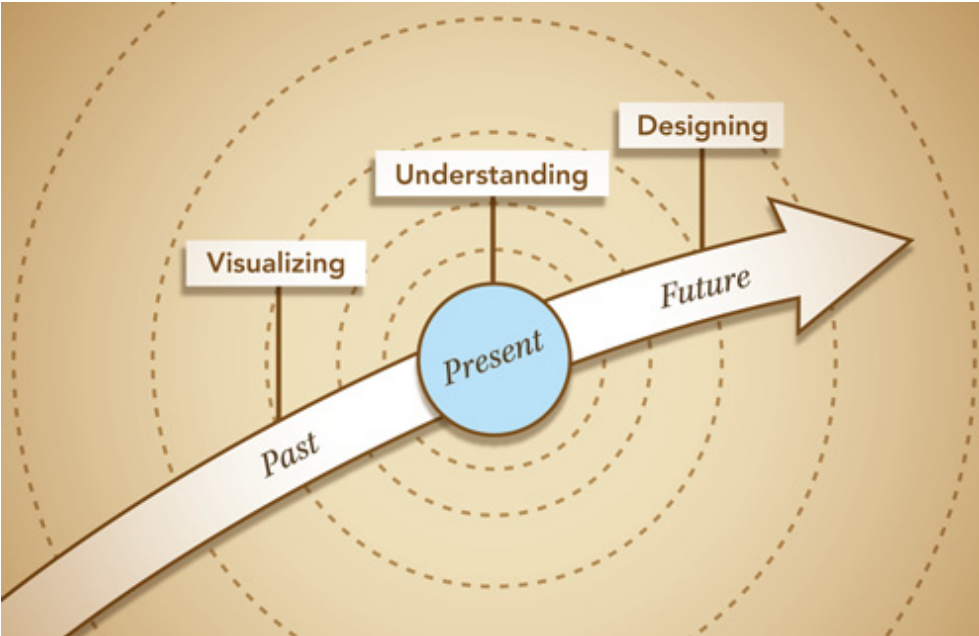 Designing
Understanding
Visualizing
Future
Present
Past